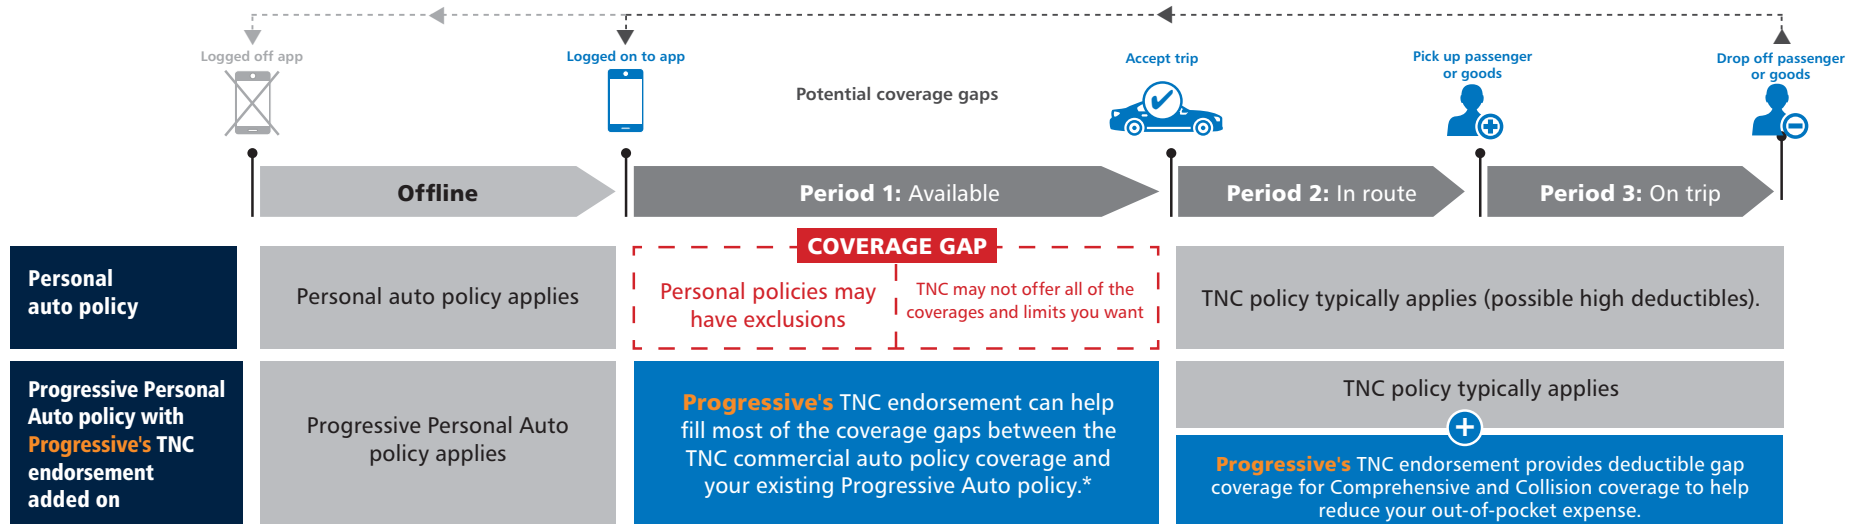 Logged off app
Logged on to app
Potential coverage gaps
Accept trip
Pick up passenger
or goods
Drop off passenger
or goods
Offline
Period 1: Available
Period 2: In route
Period 3: On trip
Personal
auto policy
Personal auto policy applies
COVERAGE GAP
Personal policies may
have exclusions
TNC may not offer all of the
coverages and limits you want
TNC policy typically applies (possible high deductibles).
Progressive Personal
Auto policy with
Progressive's TNC
endorsement
added on
Progressive Personal Auto
policy applies
Progressive's TNC endorsement can help
fill most of the coverage gaps between the
TNC commercial auto policy coverage and
your existing Progressive Auto policy.*
TNC policy typically applies
Progressive's TNC endorsement provides deductible gap
coverage for Comprehensive and Collision coverage to help
reduce your out-of-pocket expense.